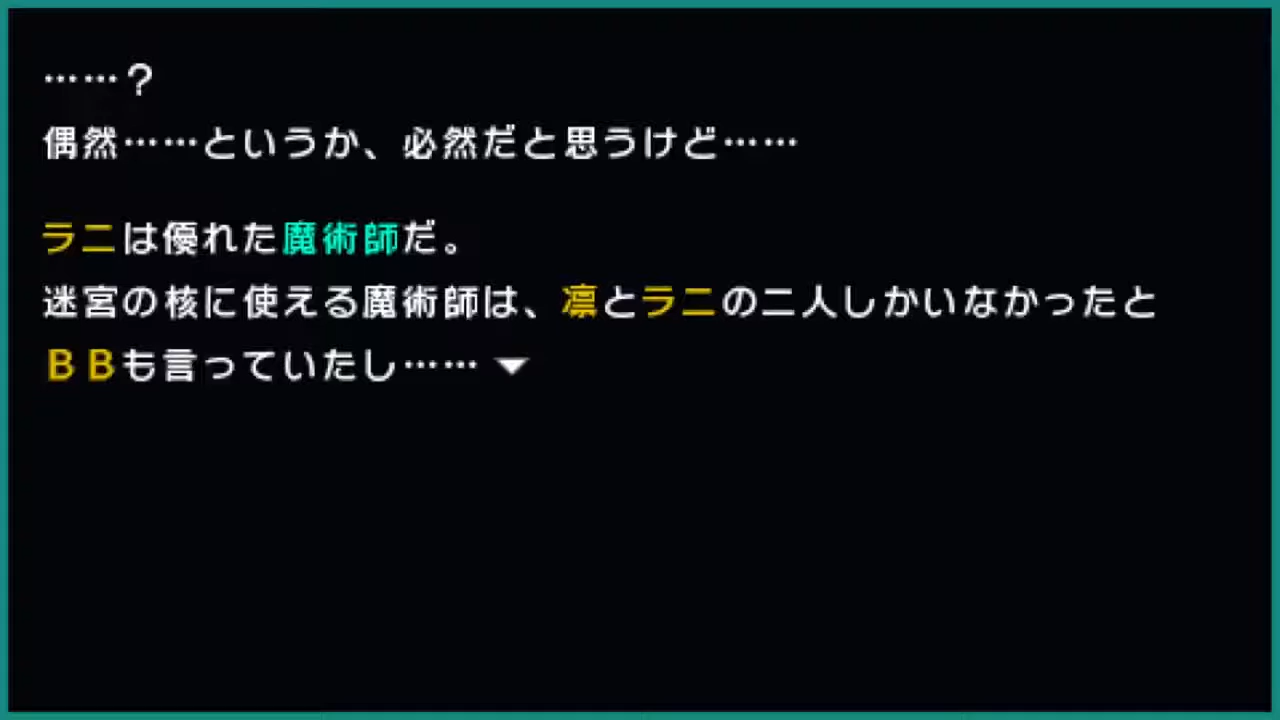 ……？
偶然……というか、必然だと思うけど……
ラニは優れた魔術師だ。
迷宮の核に使える魔術師は、凛とラニの二人しかいなかったと
ＢＢも言っていたし……